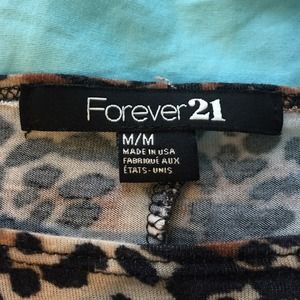 Forever21
M/M
MADE IN USA
FABRIQUÉ AUX
ÉTATS-UNIS